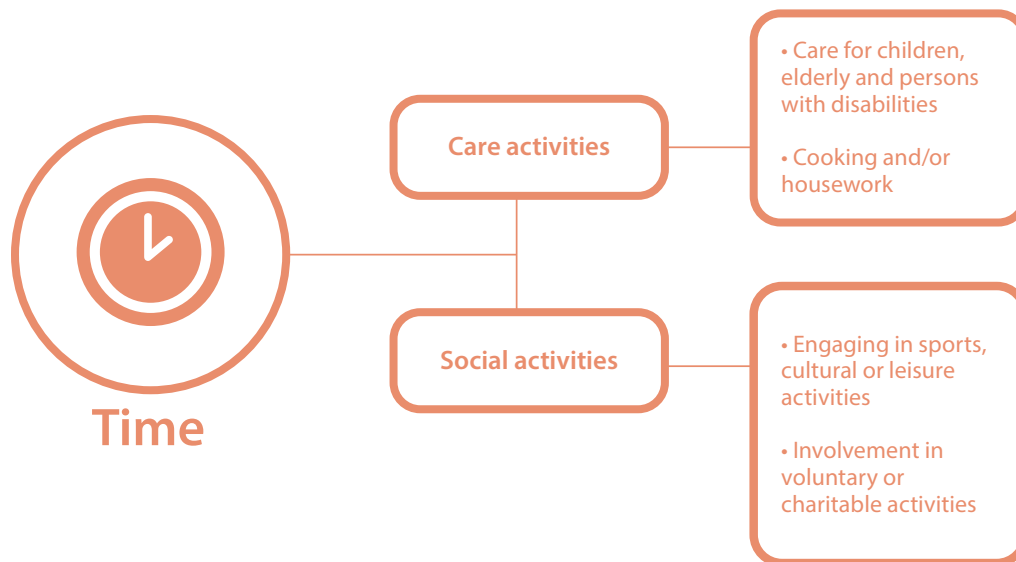 Time
Care activities
• Care for children,
elderly and persons
with disabilities
• Cooking and/or
housework
Social activities
• Engaging in sports,
cultural or leisure
activities
• Involvement in
voluntary or
charitable activities